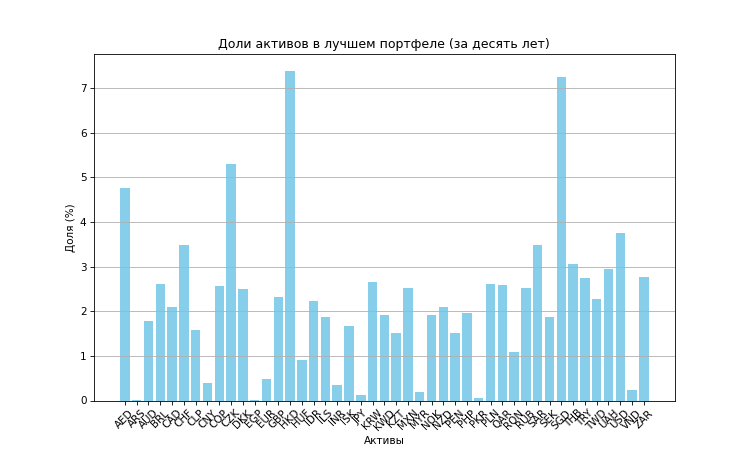 Доли активов в лучшем портфеле (за десять лет)
Доля (%)
7
6
5
4
3
2
1
0
AED
ARS
AUD
BRL
CAD
CHF
CLP
CNY
COP
CZK
DKK
EGP
EUR
GBP
HKD
HUF
IDR
ILS
INR
ISK
JPY
KRW
KWD
KZT
MXN
MYR
NOK
NZD
PEN
PHP
PKR
PLN
QAR
RON
RUB
SAR
SEK
SGD
THB
TRY
TWD
UAH
USD
VND
ZAR
Активы